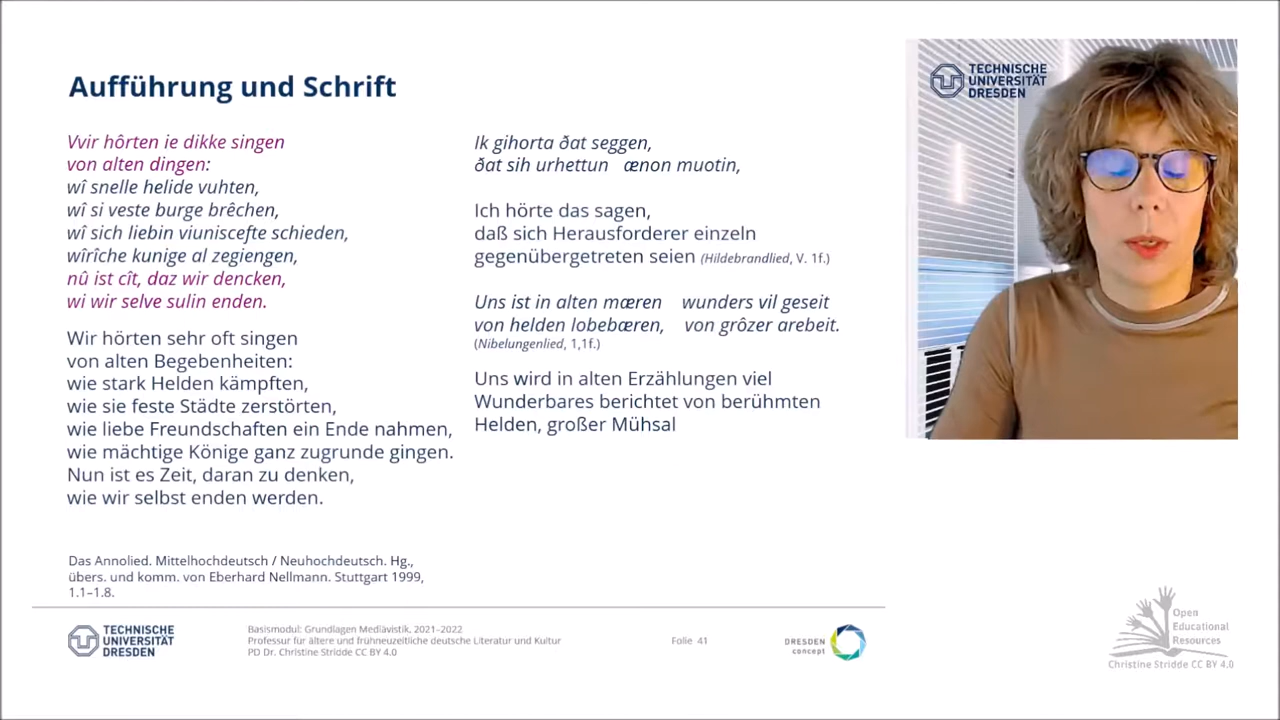 Aufführung und Schrift
Vvir hôrten ie dikke singen
von alten dingen:
wî snelle helide vuhten,
wî si veste burge brêchen,
wî sich liebin viuniscefte schieden,
wîrîche kunige al zegiengen,
nû ist cît, daz wir dencken,
wi wir selve sulin enden.
Wir hörten sehr oft singen
von alten Begebenheiten:
wie stark Helden kämpften,
wie sie feste Städte zerstörten,
wie liebe Freundschaften ein Ende nahmen,
wie mächtige Könige ganz zugrunde gingen.
Nun ist es Zeit, daran zu denken,
wie wir selbst enden werden.
Das Annolied. Mittelhochdeutsch / Neuhochdeutsch. Hg.,
übers. und komm. von Eberhard Nellmann. Stuttgart 1999,
1.1–1.8.
Ik gihorta ðat seggen,
ðat sih urhettun ænon muotin,
Ich hörte das sagen,
daß sich Herausforderer einzeln
gegenübergetreten seien (Hildebrandlied, V. 1f.)
Uns ist in alten mæren wunders vil geseit
von helden lobebæren, von grôzer arebeit.
(Nibelungenlied, 1,1f.)
Uns wird in alten Erzählungen viel
Wunderbares berichtet von berühmten
Helden, großer Mühsal
TECHNISCHE
UNIVERSITÄT
DRESDEN
TECHNISCHE
UNIVERSITÄT
DRESDEN
Basismodul: Grundlagen Mediävistik, 2021–2022
Professur für ältere und frühneuzeitliche deutsche Literatur und Kultur
PD Dr. Christine Stridde CC BY 4.0
Folie 41
DRESDEN
concept
Open
Educational
Resources
Christine Stridde CC BY 4.0